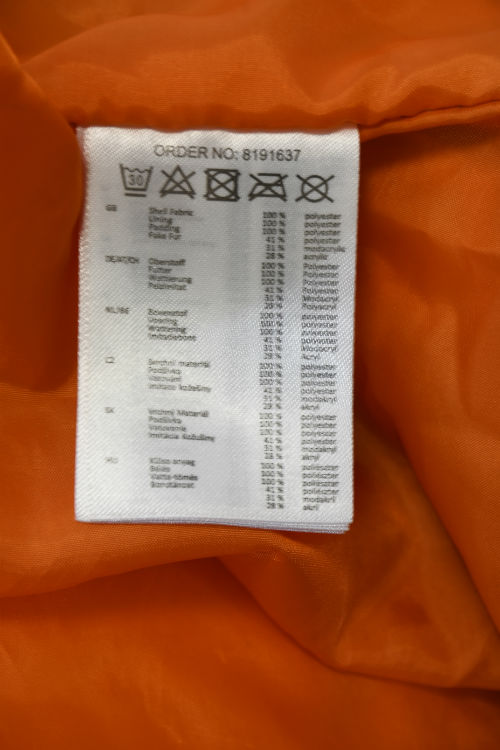 ORDER NO: 8191637
30
GB Shell Fabric 100 % polyester
Lining 100 % polyester
Padding 100 % polyester
Fake Fur 41 % polyester
31 % modacrylic
28 % acrylic
DE/AT/CH Oberstoff 100 % Polyester
Futter 100 % Polyester
Wattierung 100 % Polyester
Pelzimitat 41 % Polyester
31 % Modacryl
28 % Polyacryl
NL/BE Bovenstof 100 % polyester
Voering 100 % polyester
Wattering 100 % polyester
Imitatiebont 41 % polyester
31 % Modacryl
28 % Acryl
CZ Svrchní materiál 100 % polyester
Podšívka 100 % polyester
Vycpávání 100 % polyester
Imitace kožešiny 41 % polyester
31 % modakryl
28 % akryl
SK Vrchný Materiál 100 % polyester
Podšívka 100 % polyester
Vatovanie 100 % polyester
Imitácia Kožušiny 41 % polyester
31 % modakryl
28 % akryl
HU Külső anyag 100 % poliészter
Bélés 100 % poliészter
Vatta-tömés 100 % poliészter
41 % poliészter
31 % modakril
28 % akril